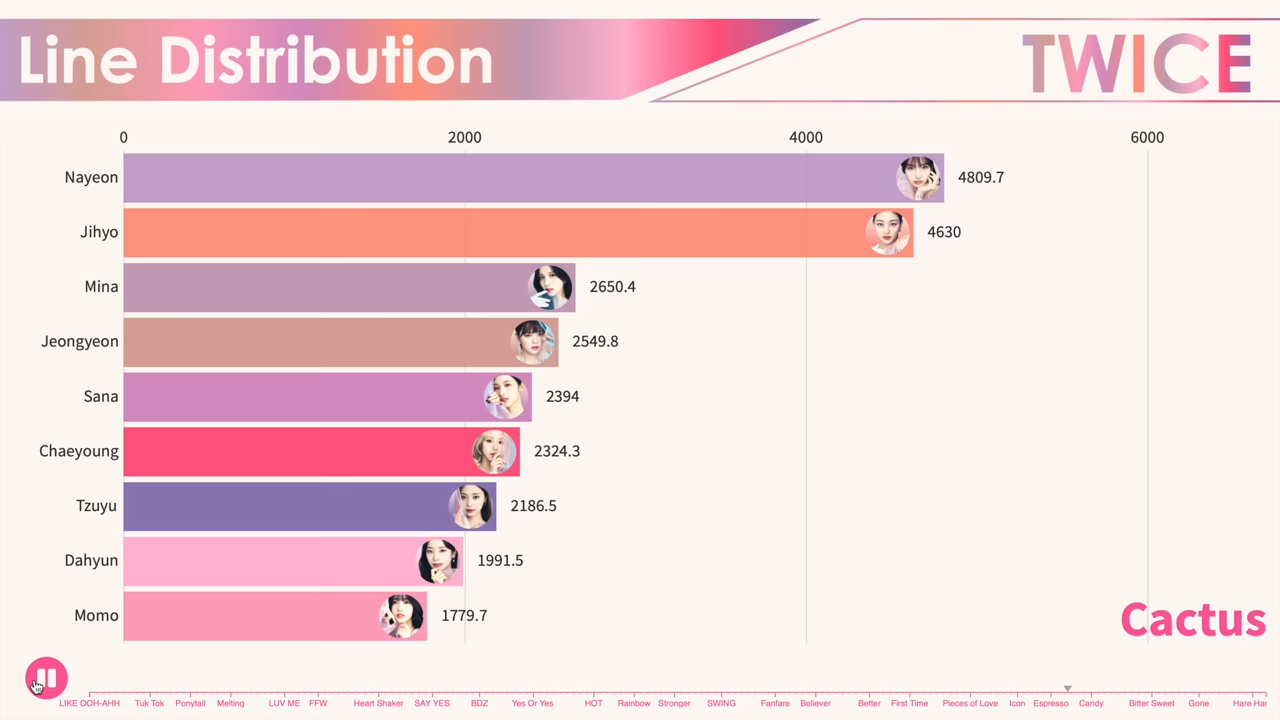 Line Distribution
TWICE
0 2000 4000 6000
Nayeon 4809.7
Jihyo 4630
Mina 2650.4
Jeongyeon 2549.8
Sana 2394
Chaeyoung 2324.3
Tzuyu 2186.5
Dahyun 1991.5
Momo 1779.7
Cactus
LIKE OOH-AHH Tuk Tok Ponytail Melting LUV ME FFW Heart Shaker SAY YES BDZ Yes Or Yes HOT Rainbow Stronger SWING Fanfare Believer Better First Time Pieces of Love Icon Espresso Candy Bitter Sweet Gone Hare Har